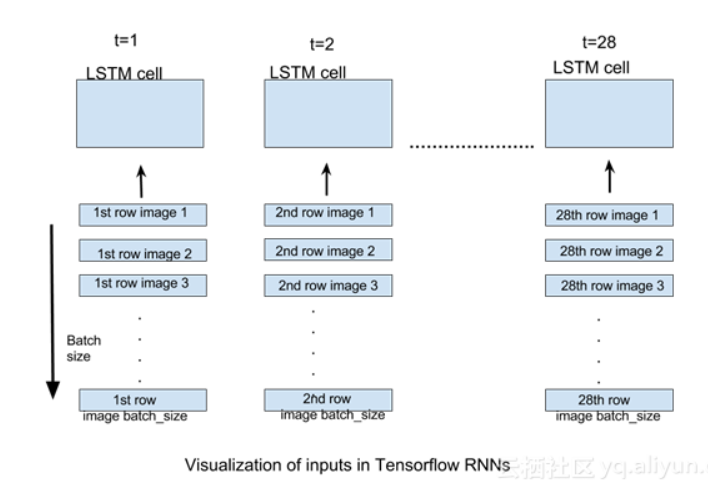 t=1
t=2
t=28
LSTM cell
LSTM cell
LSTM cell
1st row image 1
2nd row image 1
28th row image 1
1st row image 2
2nd row image 2
28th row image 2
1st row image 3
2nd row image 3
28th row image 3
Batch
size
1st row
image batch_size
2nd row
image batch_size
28th row
image batch_size
Visualization of inputs in Tensorflow RNNs
云栖社区 yq.aliyun.